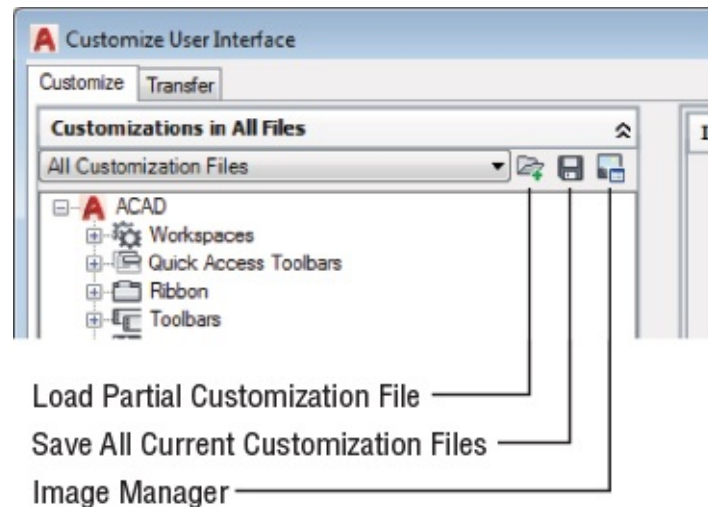 Customize User Interface
Customize Transfer
Customizations in All Files
All Customization Files
ACAD
Workspaces
Quick Access Toolbars
Ribbon
Toolbars
Load Partial Customization File
Save All Current Customization Files
Image Manager